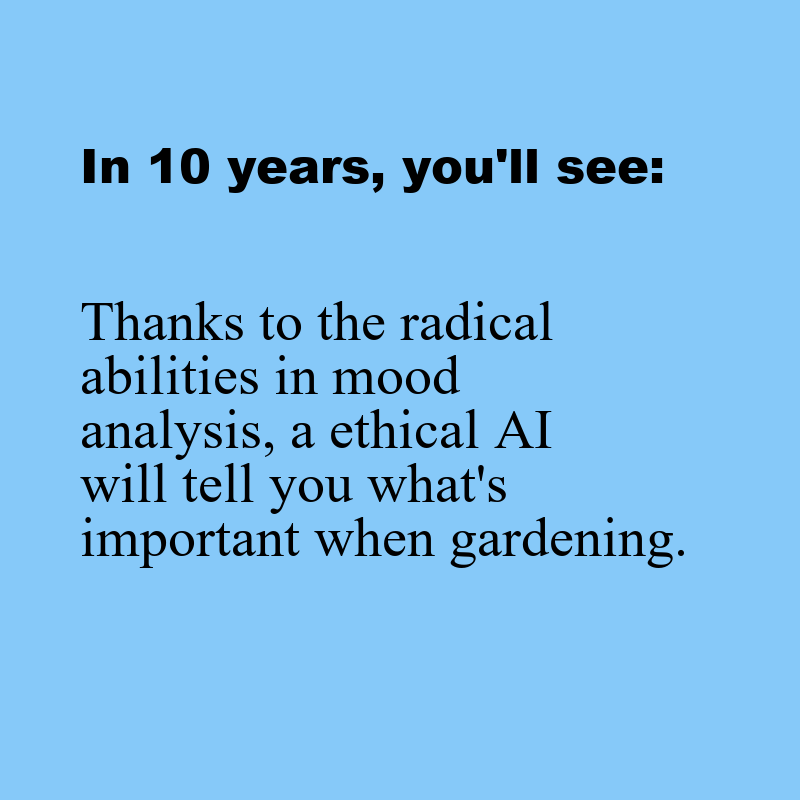 In 10 years, you'll see:
Thanks to the radical
abilities in mood
analysis, a ethical AI
will tell you what's
important when gardening.